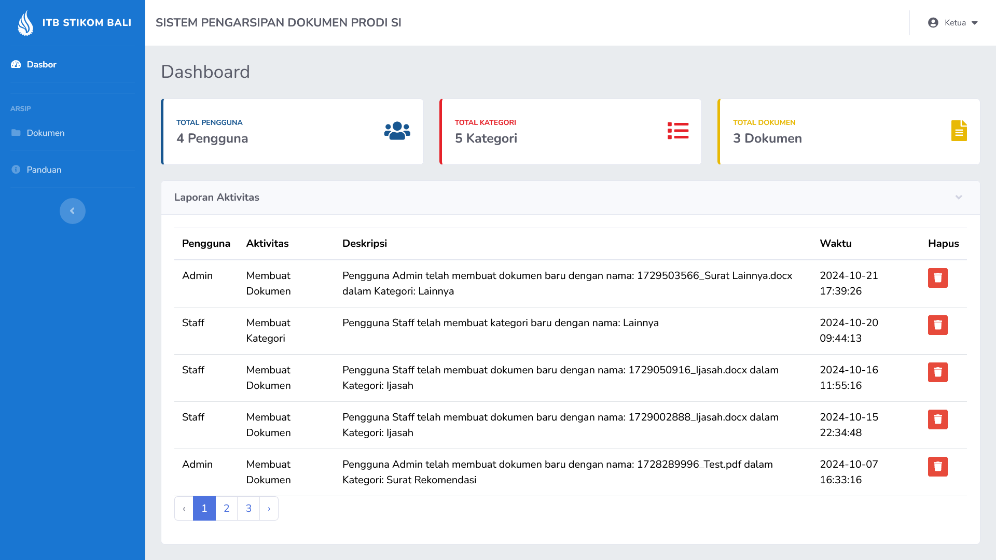 ITB STIKOM BALI
SISTEM PENGARSIPAN DOKUMEN PRODI SI
Ketua
Dasbor
ARSIP
Dokumen
Panduan
Dashboard
TOTAL PENGGUNA
4 Pengguna
TOTAL KATEGORI
5 Kategori
TOTAL DOKUMEN
3 Dokumen
Laporan Aktivitas
Pengguna Aktivitas Deskripsi Waktu Hapus
Admin Membuat Pengguna Admin telah membuat dokumen baru dengan nama: 1729503566_Surat Lainnya.docx 2024-10-21
Dokumen dalam Kategori: Lainnya 17:39:26
Staff Membuat Pengguna Staff telah membuat kategori baru dengan nama: Lainnya 2024-10-20
Kategori 09:44:13
Staff Membuat Pengguna Staff telah membuat dokumen baru dengan nama: 1729050916_Ijasah.docx dalam 2024-10-16
Dokumen Kategori: Ijasah 11:55:16
Staff Membuat Pengguna Staff telah membuat dokumen baru dengan nama: 1729002888_Ijasah.docx dalam 2024-10-15
Dokumen Kategori: Ijasah 22:34:48
Admin Membuat Pengguna Admin telah membuat dokumen baru dengan nama: 1728289996_Test.pdf dalam 2024-10-07
Dokumen Kategori: Surat Rekomendasi 16:33:16
‹ 1 2 3 ›